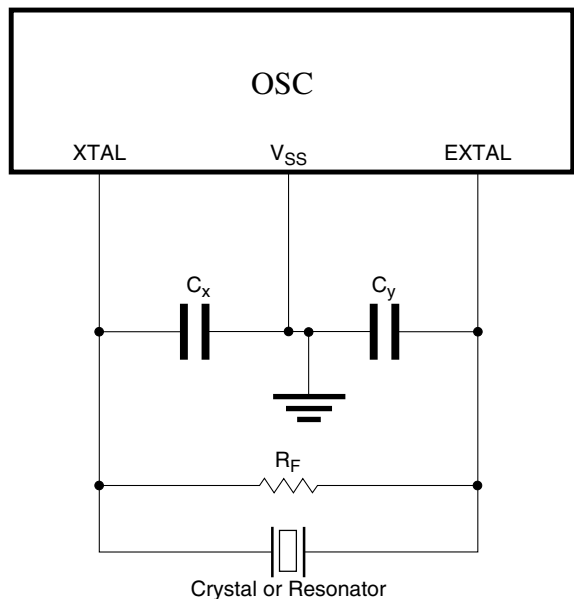 OSC
XTAL VSS EXTAL
Cx Cy
RF
Crystal or Resonator